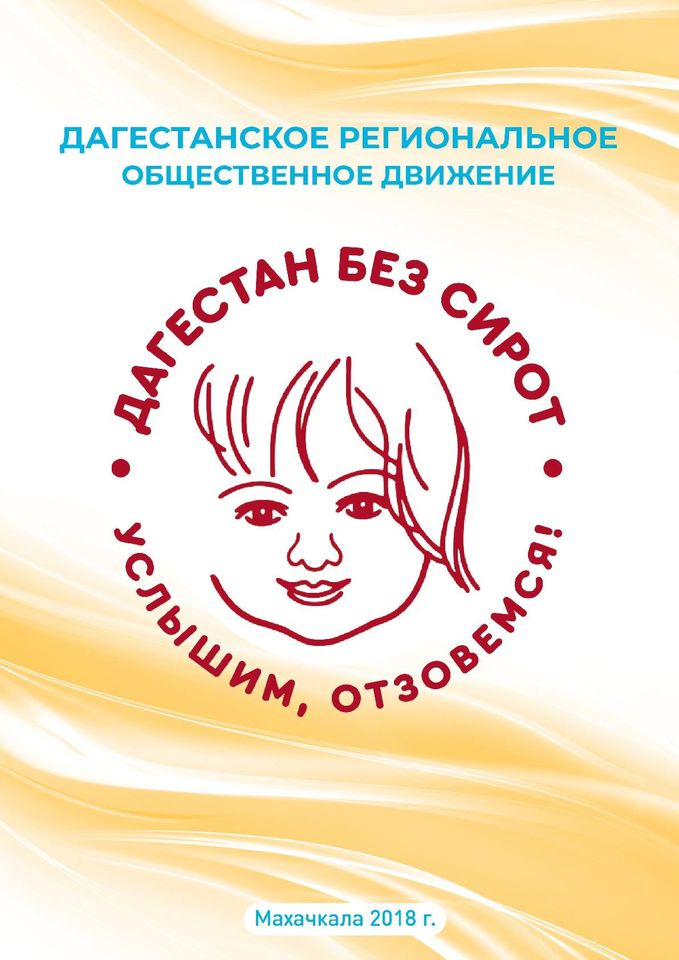 ДАГЕСТАНСКОЕ РЕГИОНАЛЬНОЕ
ОБЩЕСТВЕННОЕ ДВИЖЕНИЕ
ДАГЕСТАН БЕЗ СИРОТ
УСЛЫШИМ, ОТЗОВЕМСЯ!
Махачкала 2018 г.